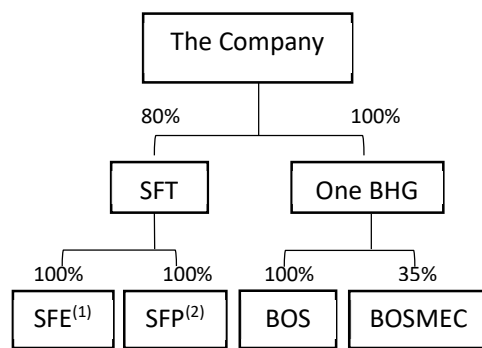 The Company
80% 100%
SFT One BHG
100% 100% 100% 35%
SFE(1) SFP(2) BOS BOSMEC